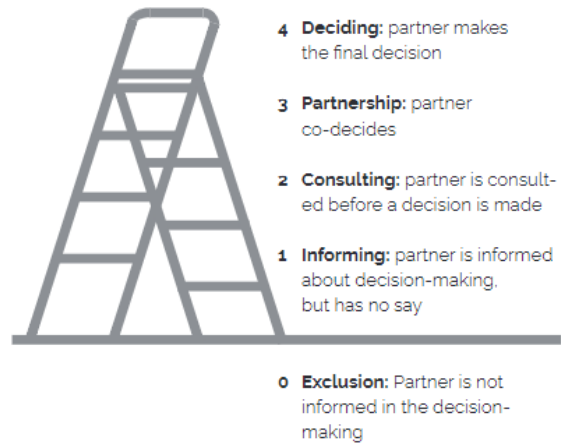 4 Deciding: partner makes
the final decision
3 Partnership: partner
co-decides
2 Consulting: partner is consult-
ed before a decision is made
1 Informing: partner is informed
about decision-making,
but has no say
0 Exclusion: Partner is not
informed in the decision-
making